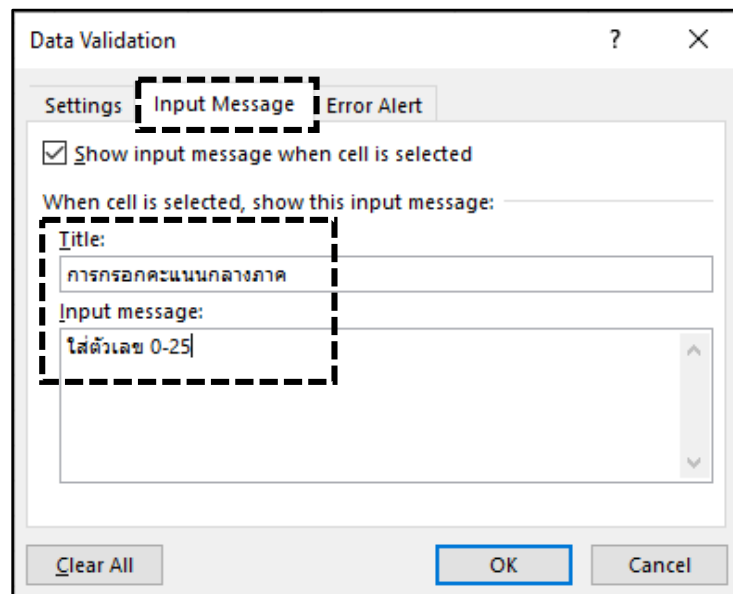 Data Validation ? ×
Settings Input Message Error Alert
Show input message when cell is selected
When cell is selected, show this input message:
Title:
การกรอกคะแนนกลางภาค
Input message:
ใส่ตัวเลข 0-25
Clear All OK Cancel